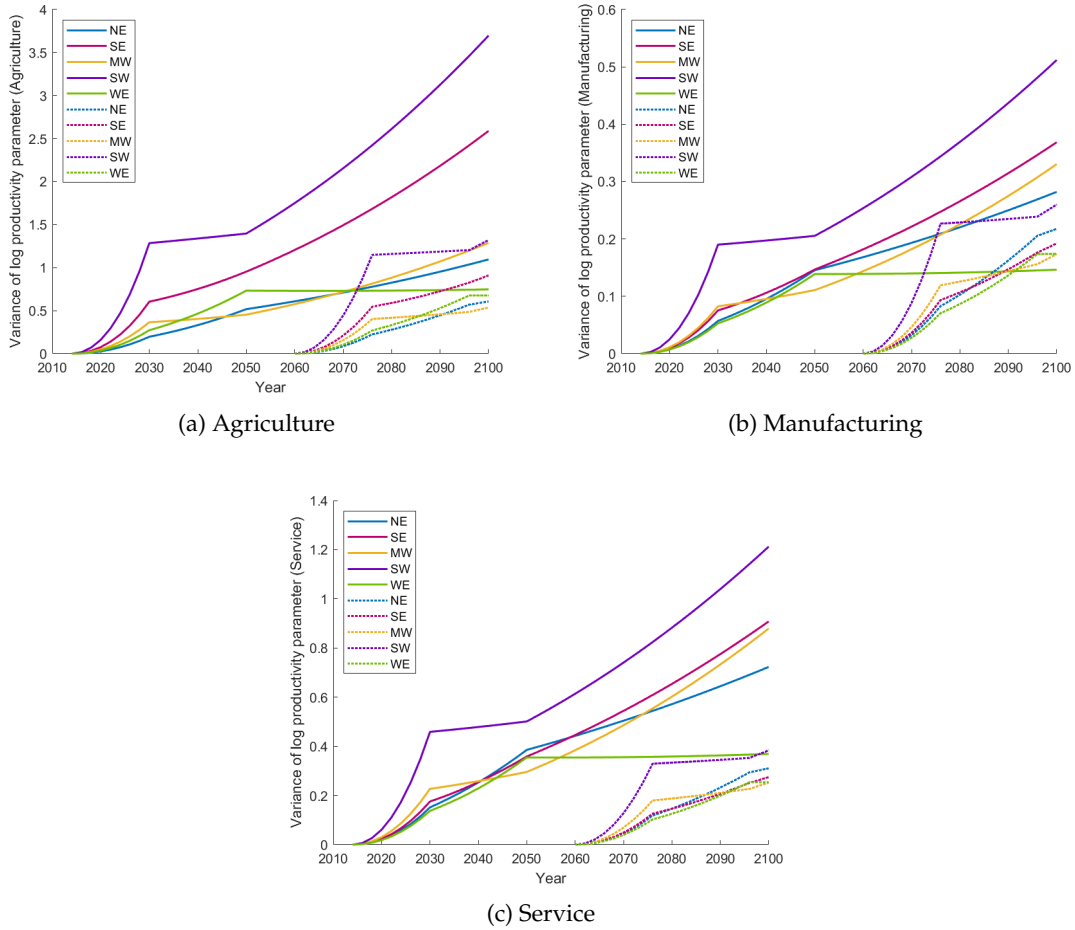 Variance of log productivity parameter (Agriculture)
4
3.5
3
2.5
2
1.5
1
0.5
0
NE
SE
MW
SW
WE
NE
SE
MW
SW
WE
2010 2020 2030 2040 2050 2060 2070 2080 2090 2100
Year
(a) Agriculture
Variance of log productivity parameter (Manufacturing)
0.6
0.5
0.4
0.3
0.2
0.1
0
NE
SE
MW
SW
WE
NE
SE
MW
SW
WE
2010 2020 2030 2040 2050 2060 2070 2080 2090 2100
(b) Manufacturing
Variance of log productivity parameter (Service)
1.4
1.2
1
0.8
0.6
0.4
0.2
0
NE
SE
MW
SW
WE
NE
SE
MW
SW
WE
2010 2020 2030 2040 2050 2060 2070 2080 2090 2100
Year
(c) Service